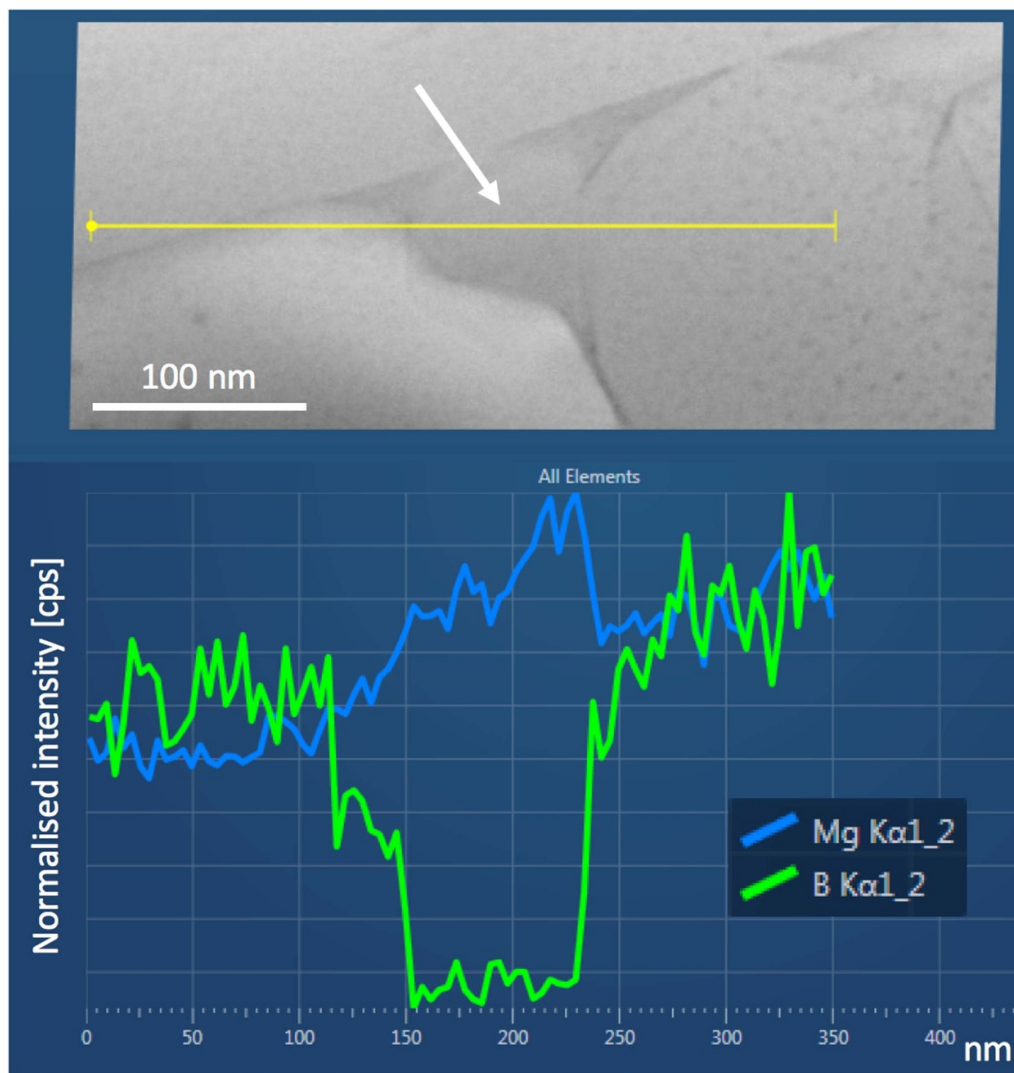 100 nm
All Elements
Normalised intensity [cps]
Mg Kα1_2
B Kα1_2
0 50 100 150 200 250 300 350 400 nm